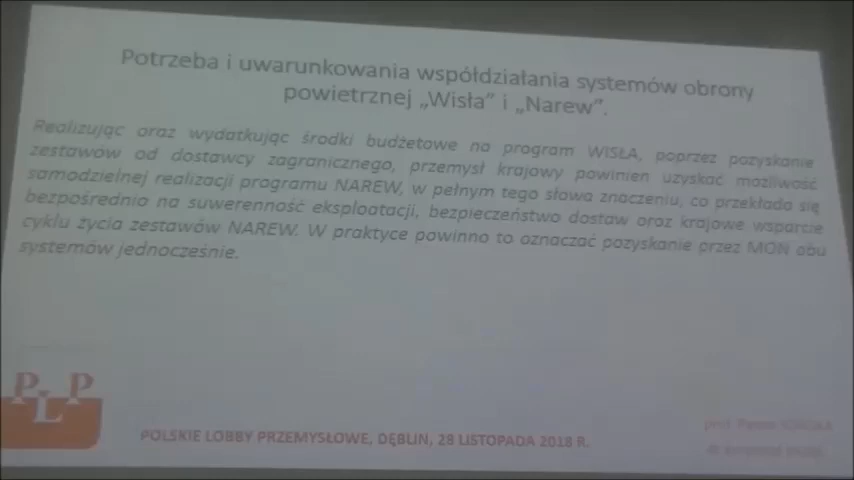 Potrzeba i uwarunkowania współdziałania systemów obrony
powietrznej „Wisła” i „Narew”.
Realizując oraz wydatkując środki budżetowe na program WISŁA, poprzez pozyskanie
zestawów od dostawcy zagranicznego, przemysł krajowy powinien uzyskać możliwość
samodzielnej realizacji programu NAREW, w pełnym tego słowa znaczeniu, co przekłada się
bezpośrednio na suwerenność eksploatacji, bezpieczeństwo dostaw oraz krajowe wsparcie
cyklu życia zestawów NAREW. W praktyce powinno to oznaczać pozyskanie przez MON obu
systemów jednocześnie.
PLP
POLSKIE LOBBY PRZEMYSŁOWE, DĘBLIN, 28 LISTOPADA 2018 R.
prof.